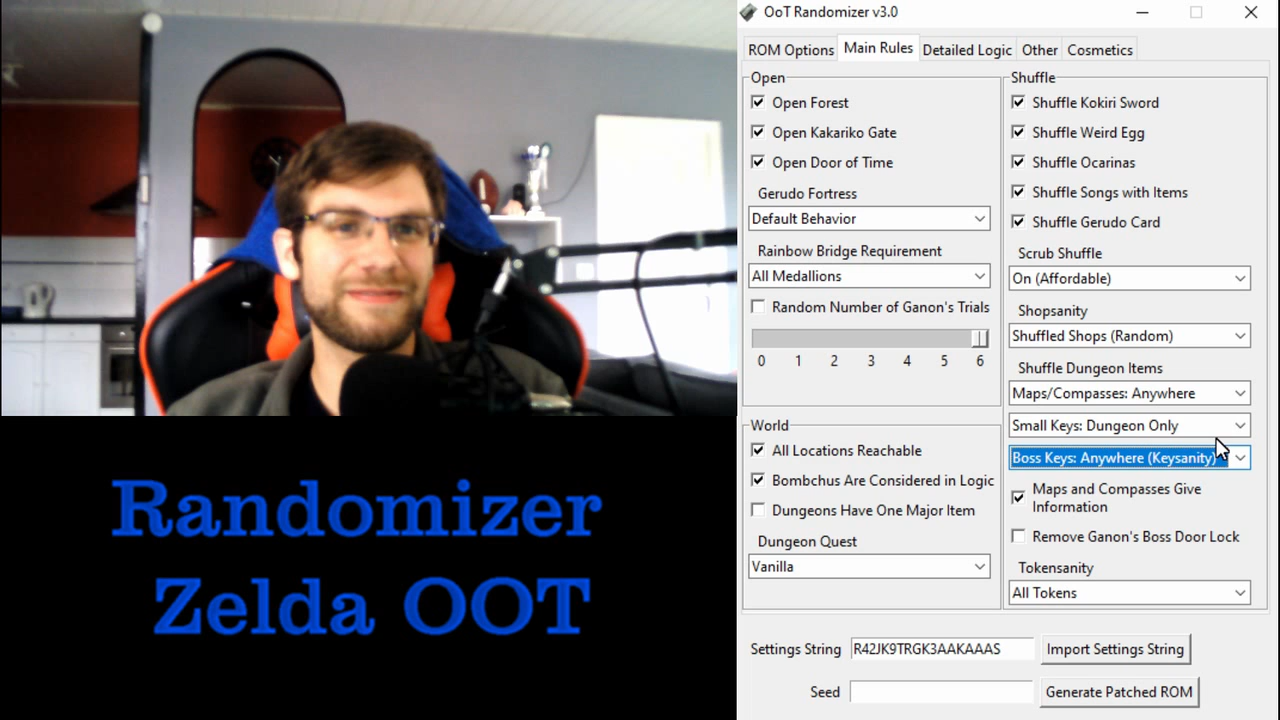 OoT Randomizer v3.0
ROM Options Main Rules Detailed Logic Other Cosmetics
Open
Open Forest
Open Kakariko Gate
Open Door of Time
Gerudo Fortress
Default Behavior
Rainbow Bridge Requirement
All Medallions
Random Number of Ganon's Trials
0 1 2 3 4 5 6
World
All Locations Reachable
Bombchus Are Considered in Logic
Dungeons Have One Major Item
Dungeon Quest
Vanilla
Shuffle
Shuffle Kokiri Sword
Shuffle Weird Egg
Shuffle Ocarinas
Shuffle Songs with Items
Shuffle Gerudo Card
Scrub Shuffle
On (Affordable)
Shopsanity
Shuffled Shops (Random)
Shuffle Dungeon Items
Maps/Compasses: Anywhere
Small Keys: Dungeon Only
Boss Keys: Anywhere (Keysanity)
Maps and Compasses Give
Information
Remove Ganon's Boss Door Lock
Tokensanity
All Tokens
Settings String R42JK9TRGK3AAKAAAS Import Settings String
Seed Generate Patched ROM
Randomizer
Zelda OOT